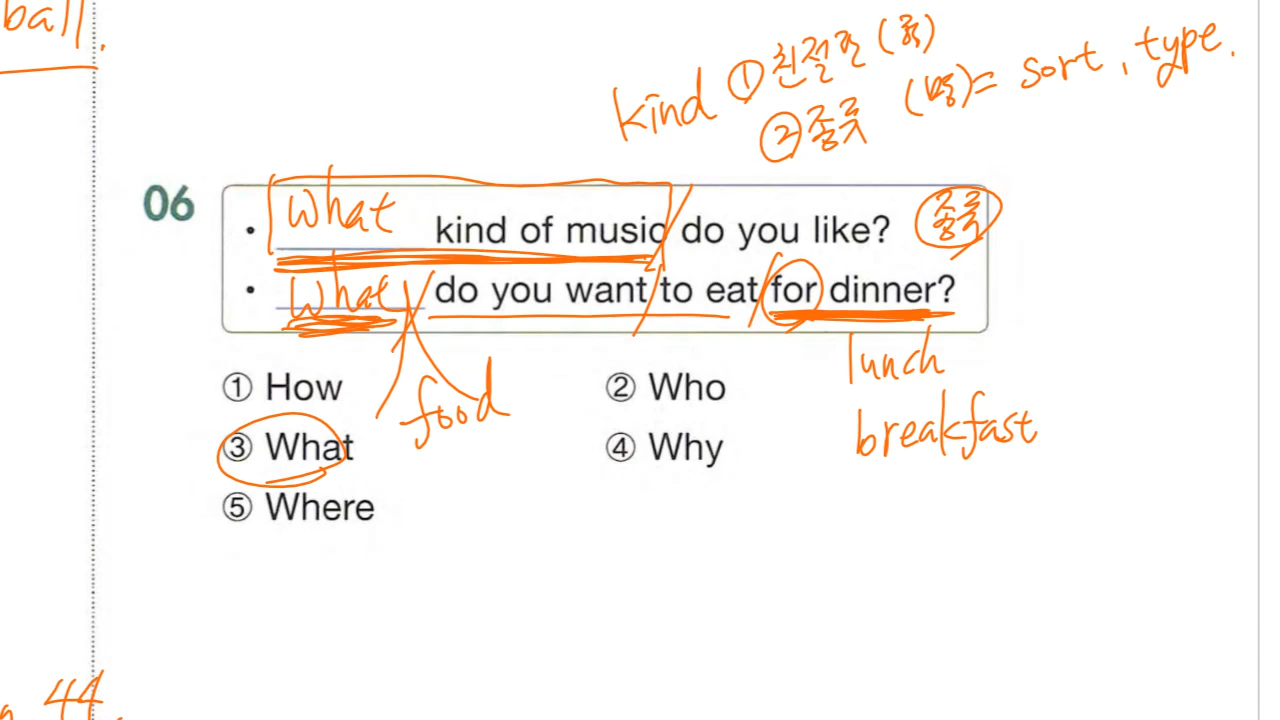 ball.
kind ①친절한 (형)
②종류 (명)= sort, type.
06
• What kind of music do you like? 종류
• What do you want to eat for dinner?
lunch
breakfast
food
① How ② Who
③ What ④ Why
⑤ Where
44.